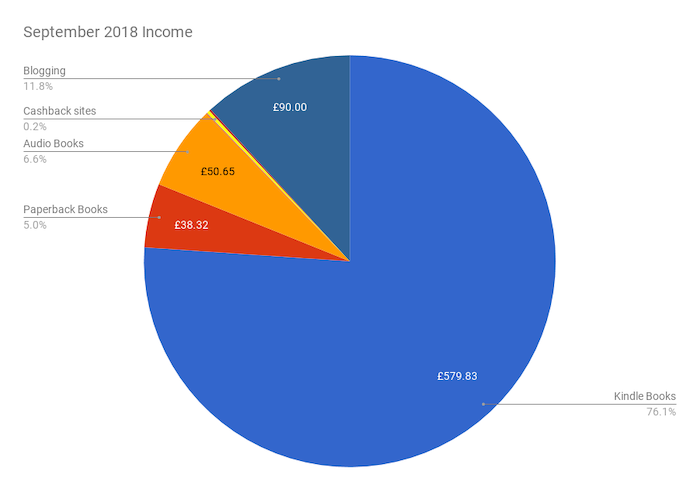 September 2018 Income
Blogging
11.8%
£90.00
Cashback sites
0.2%
Audio Books
6.6%
£50.65
Paperback Books
5.0%
£38.32
£579.83
Kindle Books
76.1%